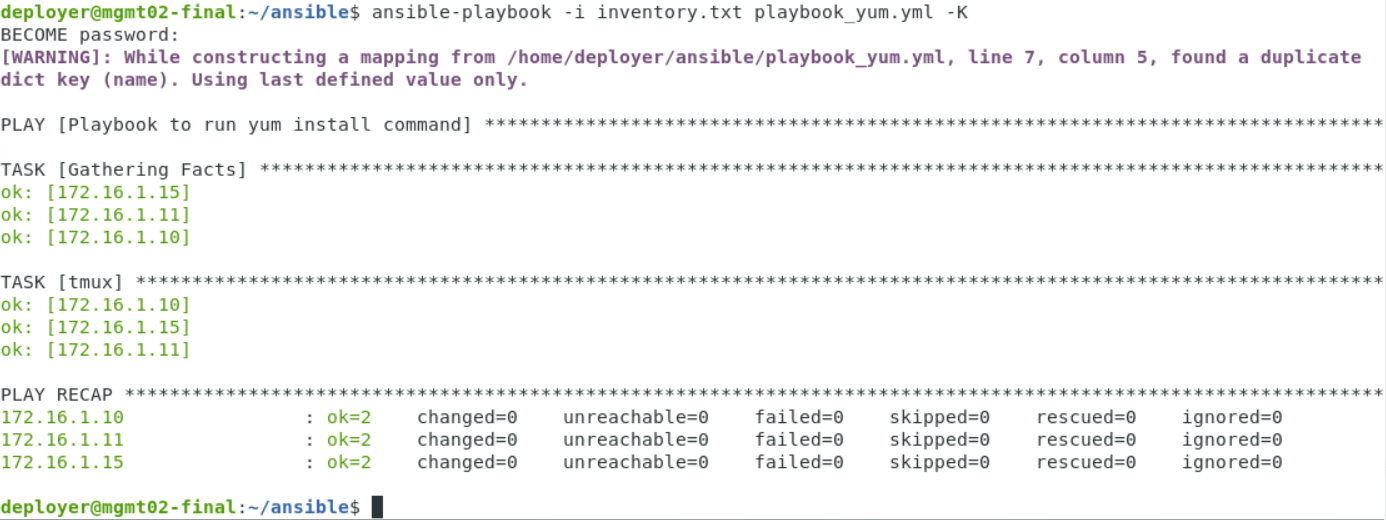 deployer@mgmt02-final:~/ansible$ ansible-playbook -i inventory.txt playbook_yum.yml -K
BECOME password:
[WARNING]: While constructing a mapping from /home/deployer/ansible/playbook_yum.yml, line 7, column 5, found a duplicate
dict key (name). Using last defined value only.
PLAY [Playbook to run yum install command] ********************************************************************************
TASK [Gathering Facts] ****************************************************************************************************
ok: [172.16.1.15]
ok: [172.16.1.11]
ok: [172.16.1.10]
TASK [tmux] ***************************************************************************************************************
ok: [172.16.1.10]
ok: [172.16.1.15]
ok: [172.16.1.11]
PLAY RECAP ****************************************************************************************************************
172.16.1.10                : ok=2    changed=0    unreachable=0    failed=0    skipped=0    rescued=0    ignored=0
172.16.1.11                : ok=2    changed=0    unreachable=0    failed=0    skipped=0    rescued=0    ignored=0
172.16.1.15                : ok=2    changed=0    unreachable=0    failed=0    skipped=0    rescued=0    ignored=0
deployer@mgmt02-final:~/ansible$